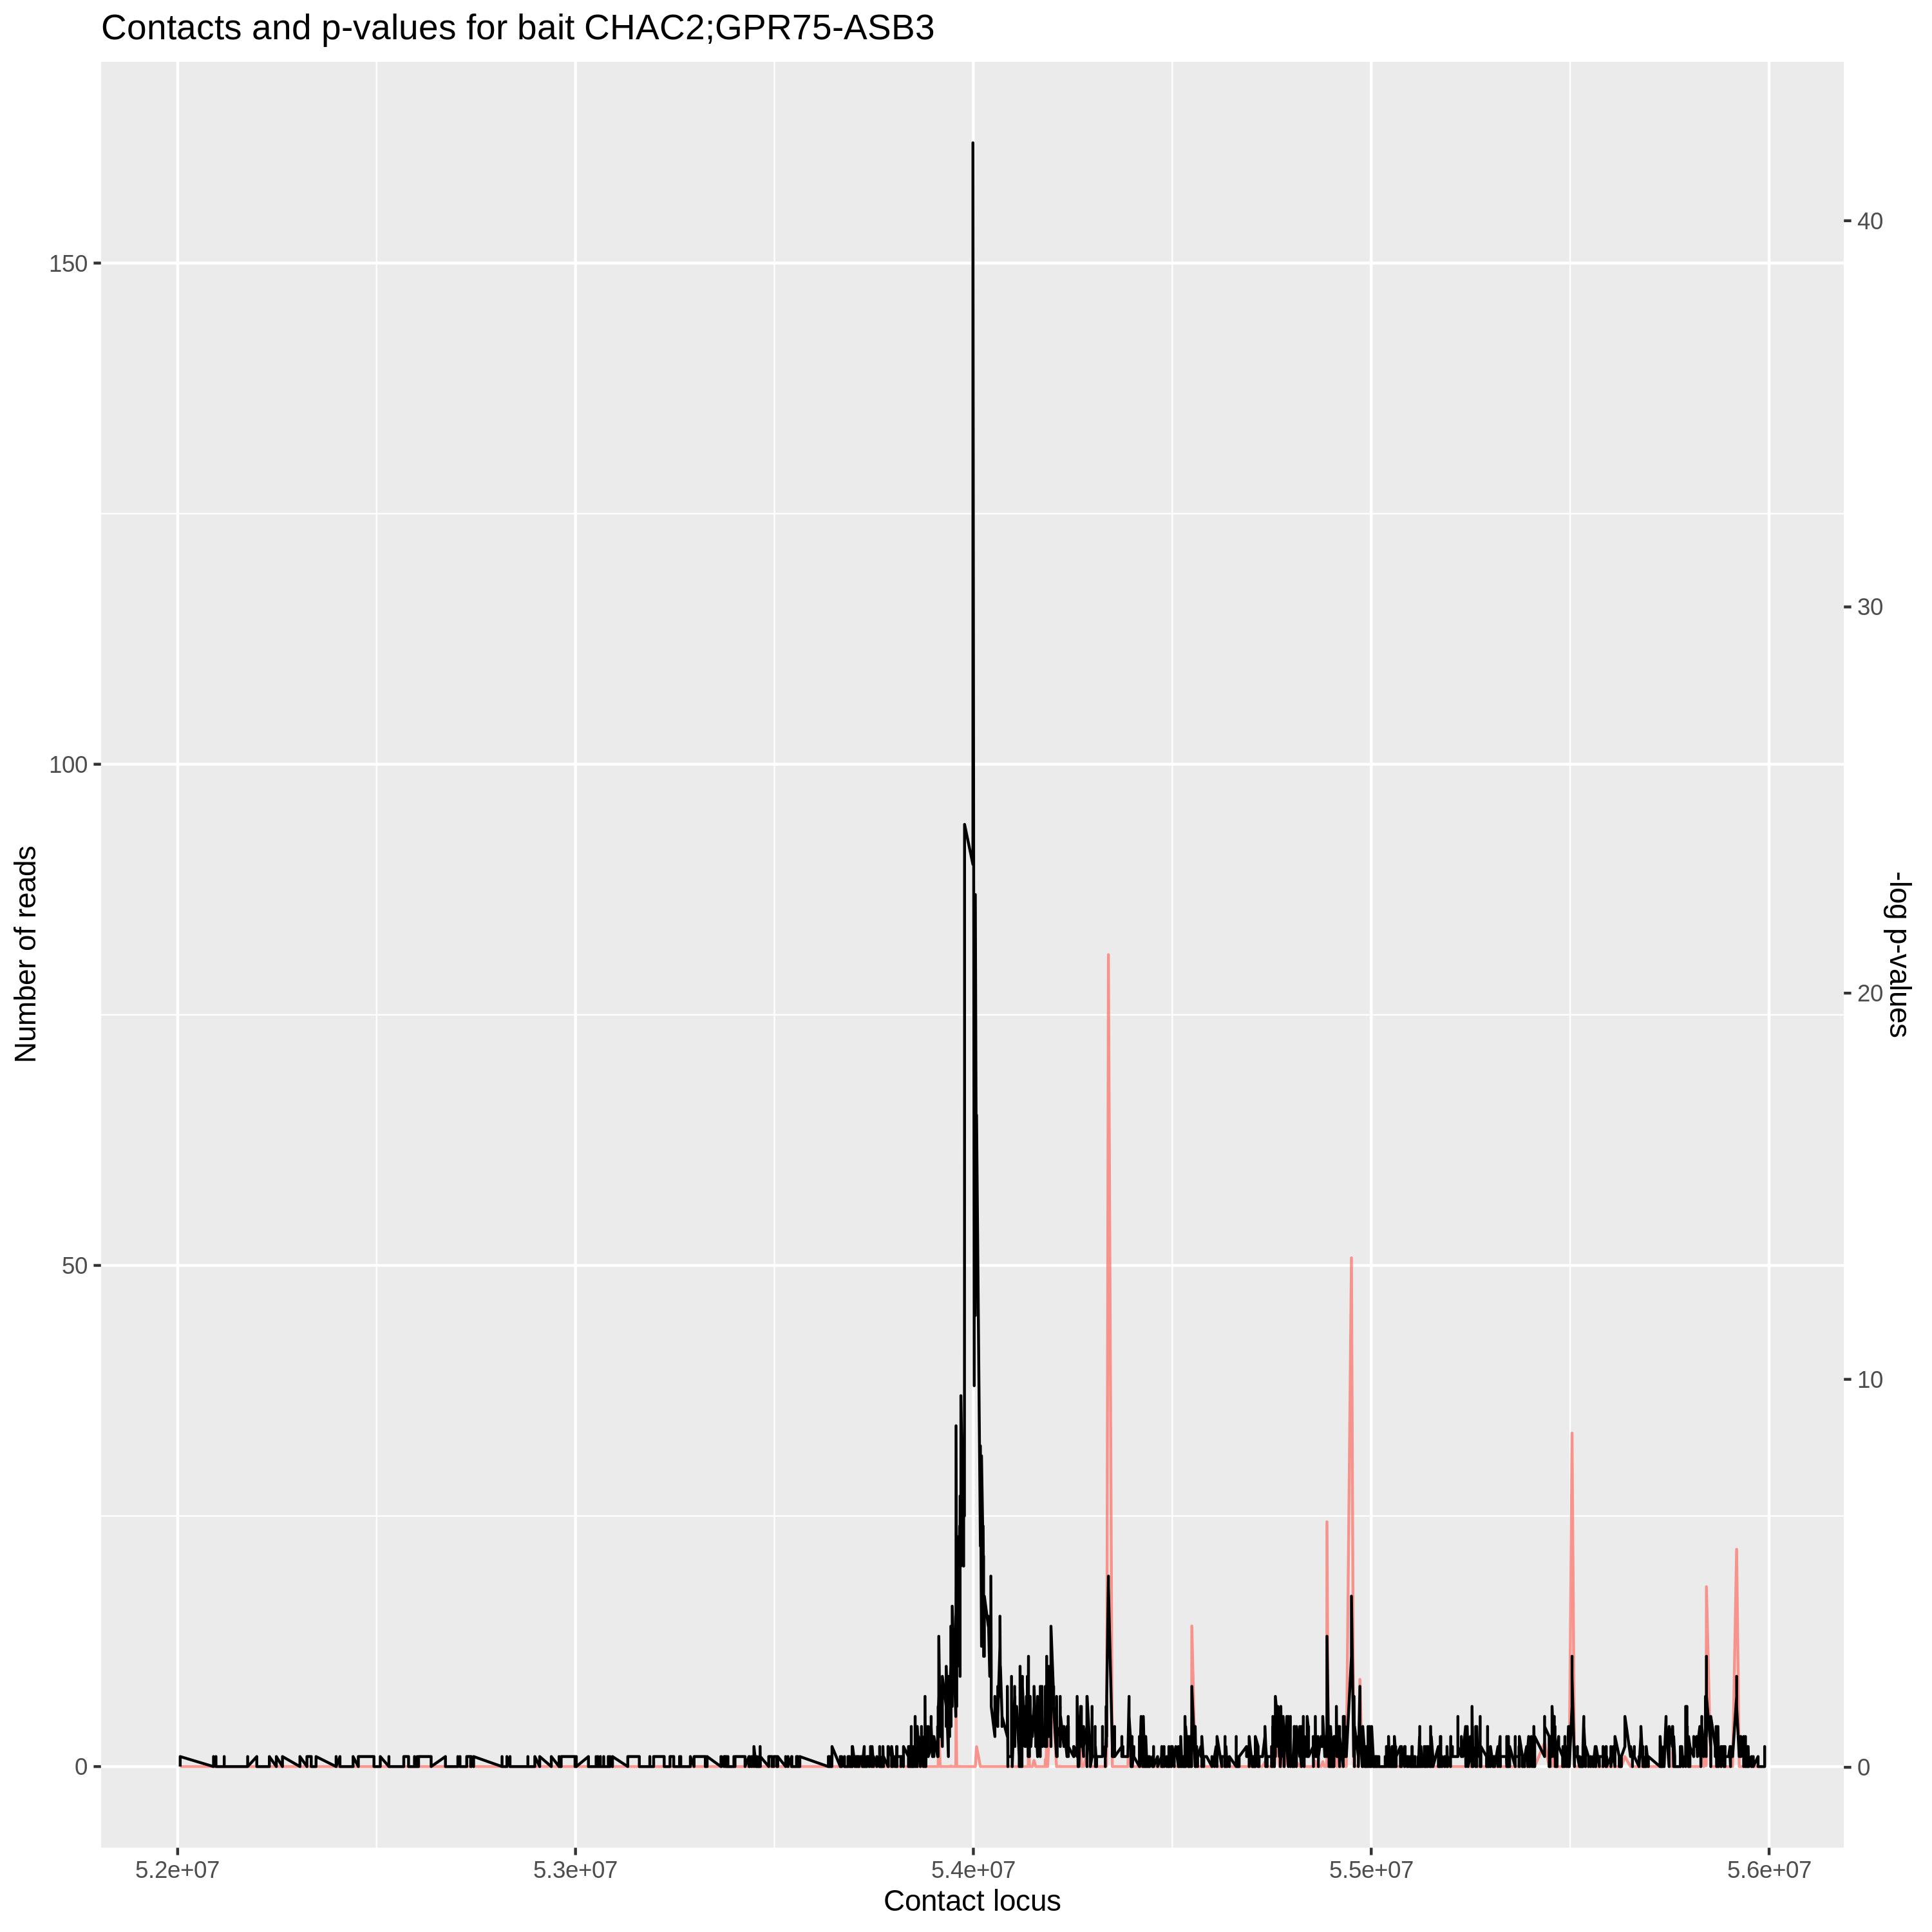 Contacts and p-values for bait CHAC2;GPR75-ASB3
150
100
50
0
Number of reads
40
30
20
10
0
-log p-values
5.2e+07 5.3e+07 5.4e+07 5.5e+07 5.6e+07
Contact locus